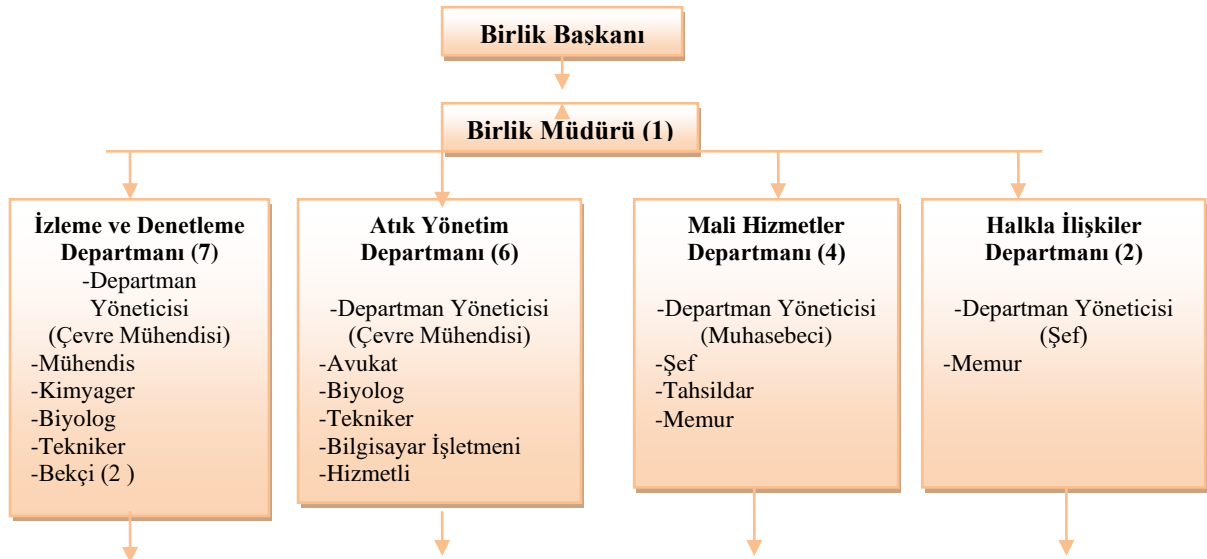 Birlik Başkanı
Birlik Müdürü (1)
İzleme ve Denetleme
Departmanı (7)
-Departman
Yöneticisi
(Çevre Mühendisi)
-Mühendis
-Kimyager
-Biyolog
-Tekniker
-Bekçi (2 )
Atık Yönetim
Departmanı (6)
-Departman Yöneticisi
(Çevre Mühendisi)
-Avukat
-Biyolog
-Tekniker
-Bilgisayar İşletmeni
-Hizmetli
Mali Hizmetler
Departmanı (4)
-Departman Yöneticisi
(Muhasebeci)
-Şef
-Tahsildar
-Memur
Halkla İlişkiler
Departmanı (2)
-Departman Yöneticisi
(Şef)
-Memur